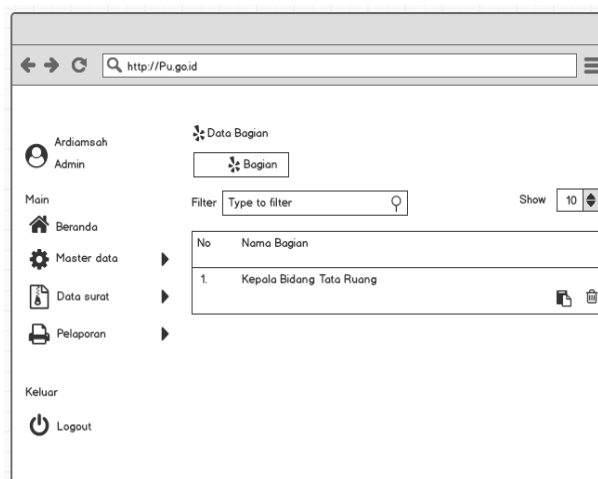 http://Pu.go.id
Ardiamsah
Admin
Main
Beranda
Master data
Data surat
Pelaporan
Keluar
Logout
Data Bagian
Bagian
Filter Type to filter
Show 10
No Nama Bagian
1. Kepala Bidang Tata Ruang